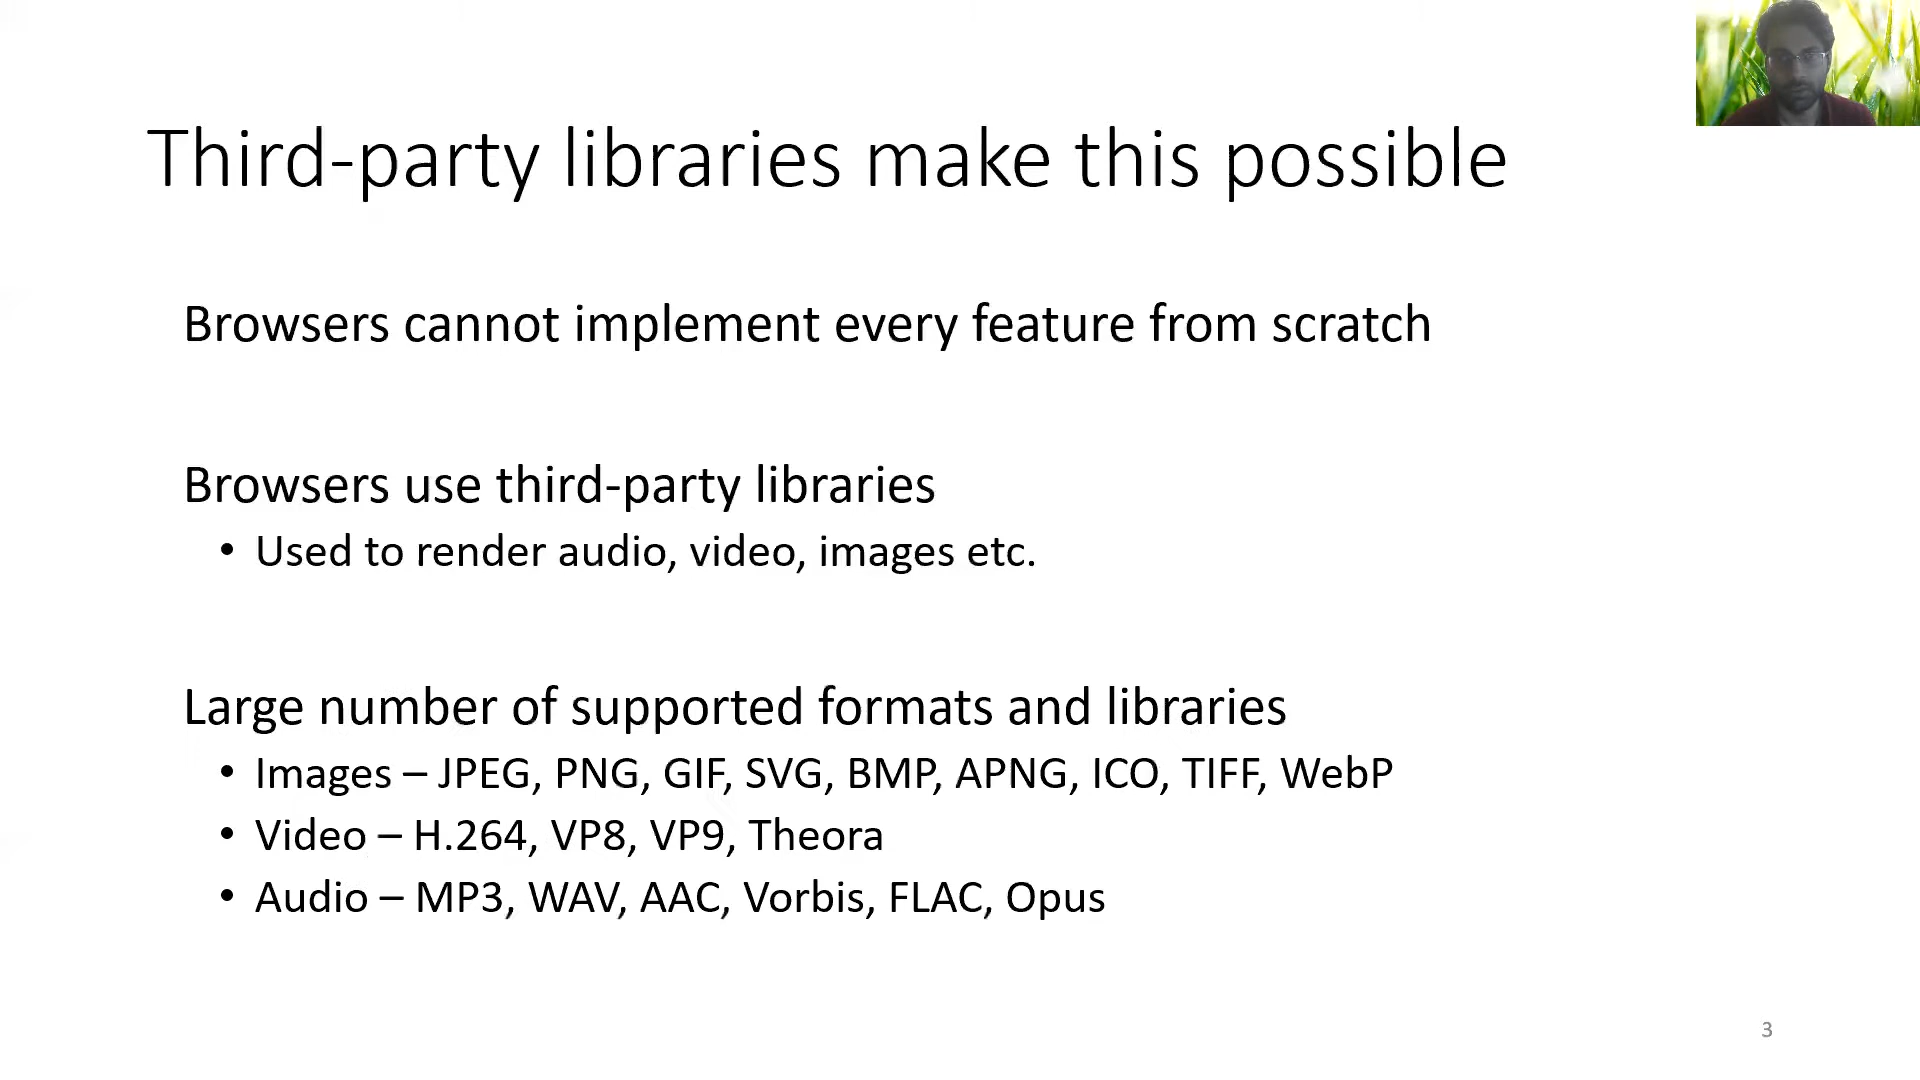 Third-party libraries make this possible
Browsers cannot implement every feature from scratch
Browsers use third-party libraries
• Used to render audio, video, images etc.
Large number of supported formats and libraries
• Images – JPEG, PNG, GIF, SVG, BMP, APNG, ICO, TIFF, WebP
• Video – H.264, VP8, VP9, Theora
• Audio – MP3, WAV, AAC, Vorbis, FLAC, Opus
3